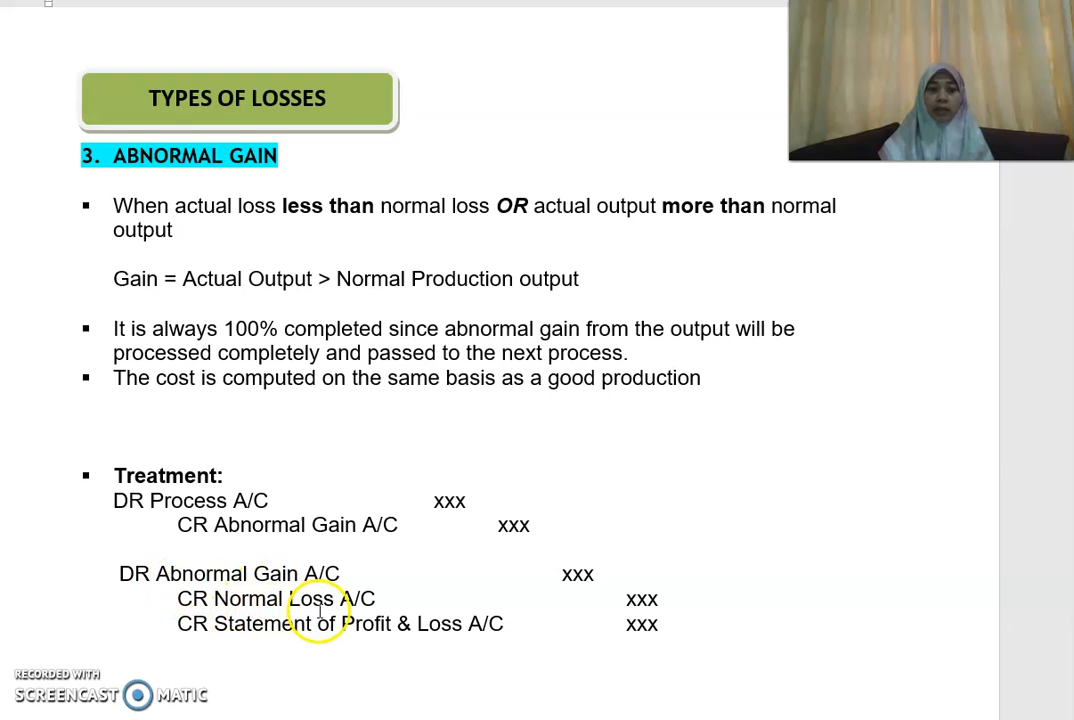 TYPES OF LOSSES
3. ABNORMAL GAIN
▪ When actual loss less than normal loss OR actual output more than normal
output
Gain = Actual Output > Normal Production output
▪ It is always 100% completed since abnormal gain from the output will be
processed completely and passed to the next process.
▪ The cost is computed on the same basis as a good production
▪ Treatment:
DR Process A/C xxx
CR Abnormal Gain A/C xxx
DR Abnormal Gain A/C xxx
CR Normal Loss A/C xxx
CR Statement of Profit & Loss A/C xxx
RECORDED WITH
SCREENCAST MATIC